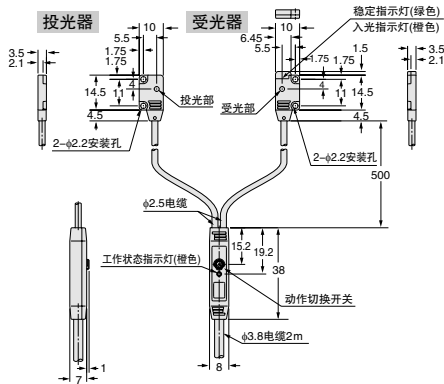 投光器
受光器
10
5.5
1.75
1.75
3.5
2.1
14.5
11
4
4.5
投光部
2-φ2.2安装孔
稳定指示灯(绿色)
入光指示灯(橙色)
10
6.45
5.5
1.75
1.5
1.75
4
11
14.5
4.5
3.5
2.1
受光部
2-φ2.2安装孔
500
φ2.5电缆
工作状态指示灯(橙色)
15.2
19.2
38
动作切换开关
φ3.8电缆2m
8
1
7